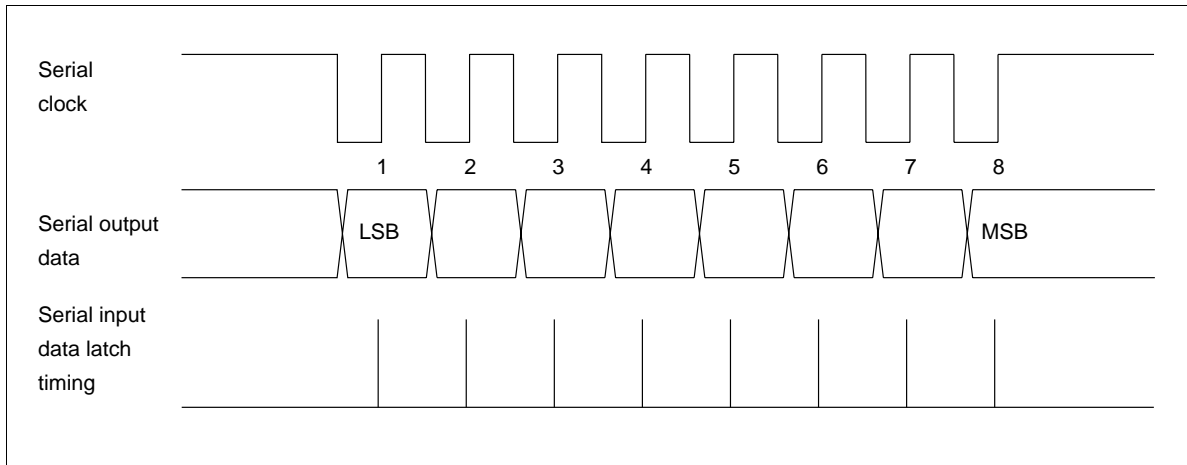 Serial
clock
1 2 3 4 5 6 7 8
Serial output
data
LSB MSB
Serial input
data latch
timing